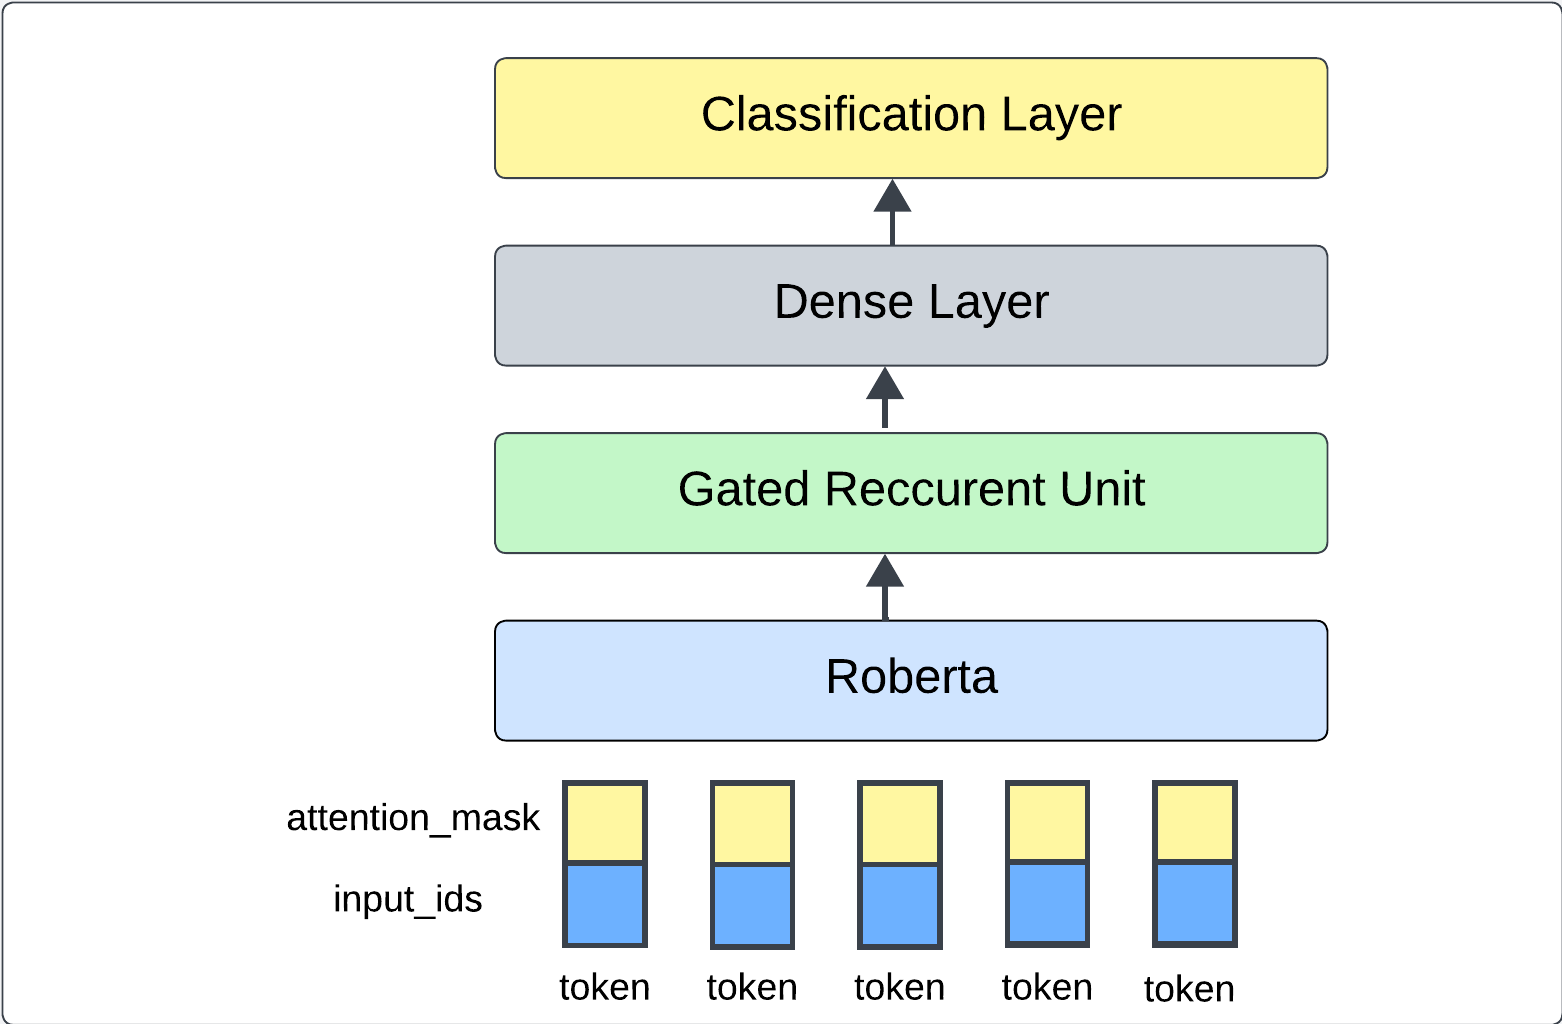 Classification Layer
Dense Layer
Gated Reccurent Unit
Roberta
attention_mask
input_ids
token token token token token